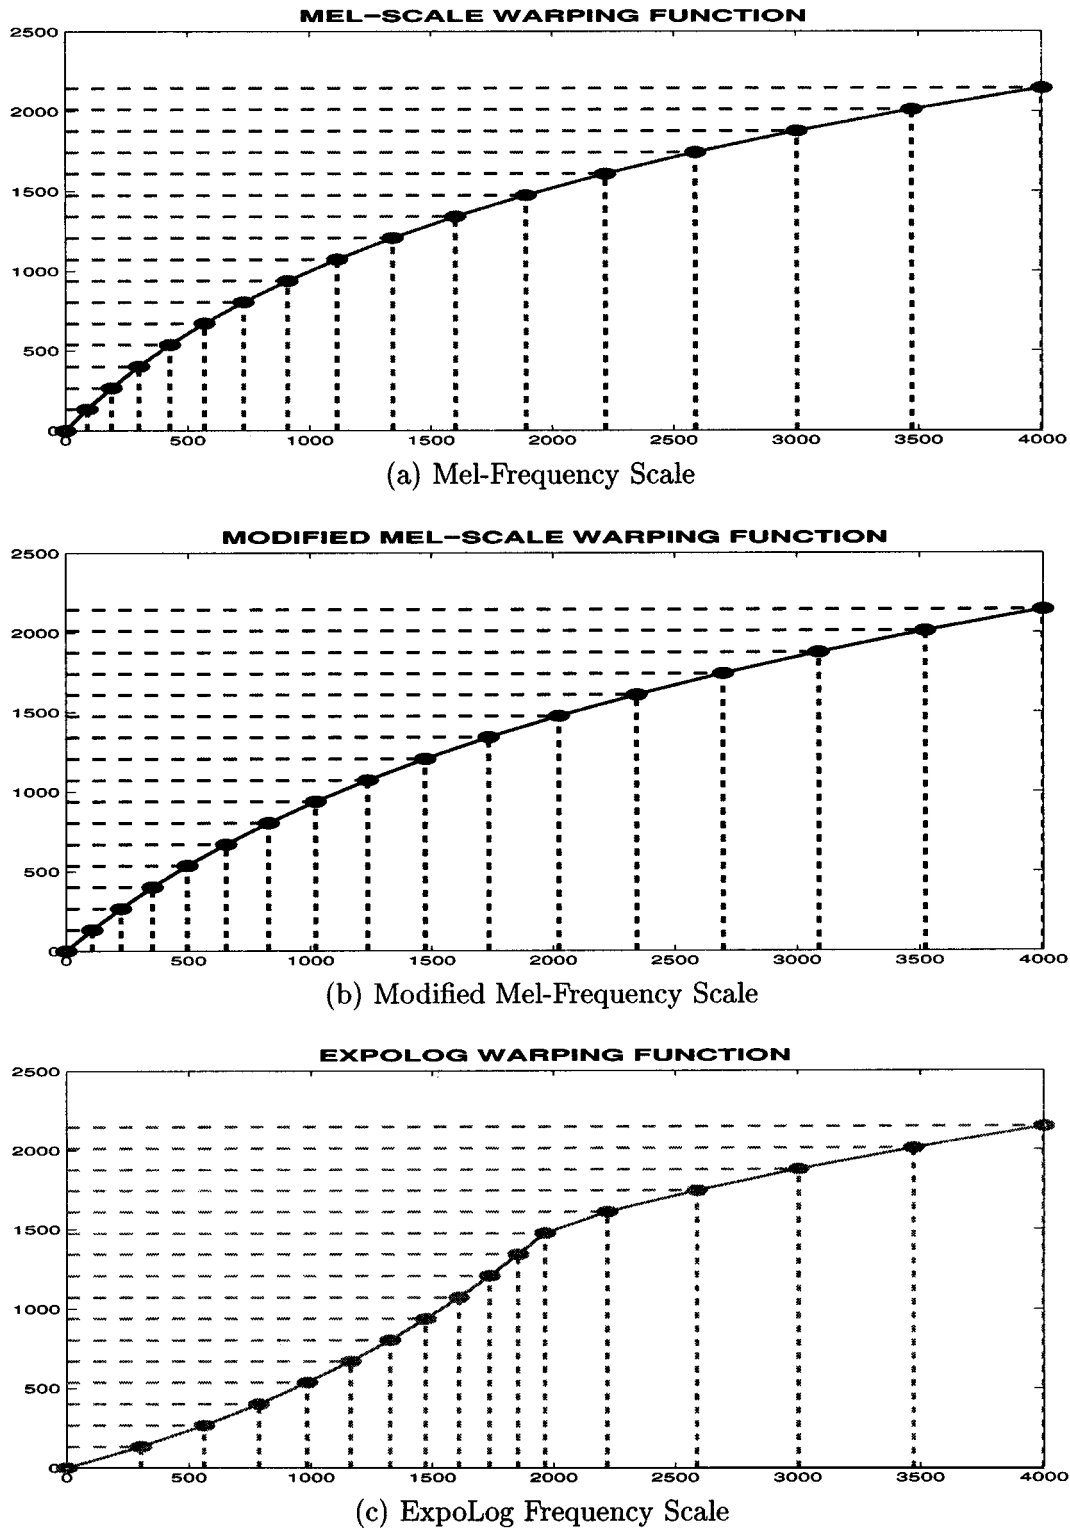 MEL-SCALE WARPING FUNCTION
2500
2000
1500
1000
500
0
0 500 1000 1500 2000 2500 3000 3500 4000
(a) Mel-Frequency Scale
MODIFIED MEL-SCALE WARPING FUNCTION
2500
2000
1500
1000
500
0
0 500 1000 1500 2000 2500 3000 3500 4000
(b) Modified Mel-Frequency Scale
EXPOLOG WARPING FUNCTION
2500
2000
1500
1000
500
0
0 500 1000 1500 2000 2500 3000 3500 4000
(c) ExpoLog Frequency Scale